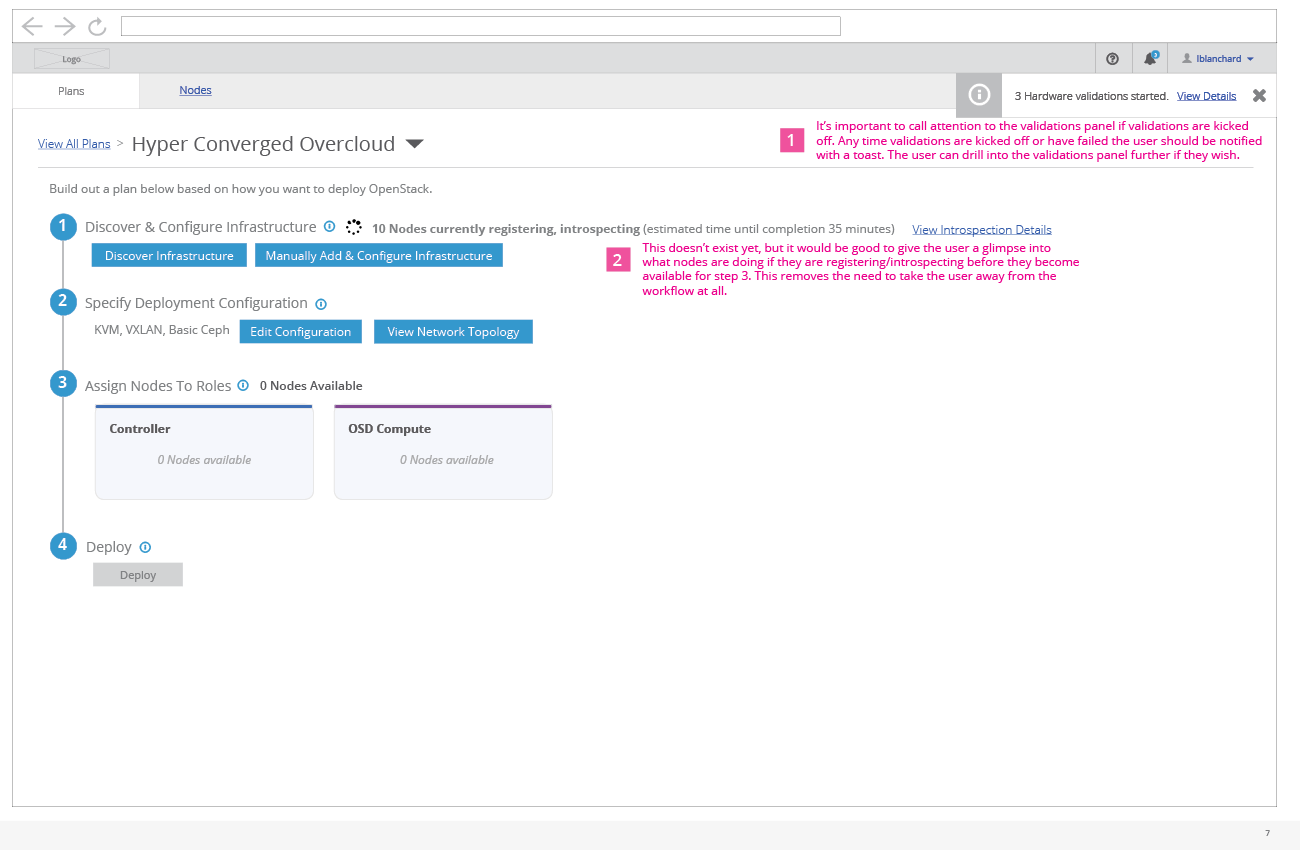 Logo
3
lblanchard
Plans
Nodes
3 Hardware validations started. View Details
View All Plans > Hyper Converged Overcloud
1
It's important to call attention to the validations panel if validations are kicked
off. Any time validations are kicked off or have failed the user should be notified
with a toast. The user can drill into the validations panel further if they wish.
Build out a plan below based on how you want to deploy OpenStack.
1 Discover & Configure Infrastructure 10 Nodes currently registering, introspecting (estimated time until completion 35 minutes) View Introspection Details
Discover Infrastructure Manually Add & Configure Infrastructure
2
This doesn't exist yet, but it would be good to give the user a glimpse into
what nodes are doing if they are registering/introspecting before they become
available for step 3. This removes the need to take the user away from the
workflow at all.
2 Specify Deployment Configuration
KVM, VXLAN, Basic Ceph Edit Configuration View Network Topology
3 Assign Nodes To Roles 0 Nodes Available
Controller OSD Compute
0 Nodes available 0 Nodes available
4 Deploy
Deploy
7